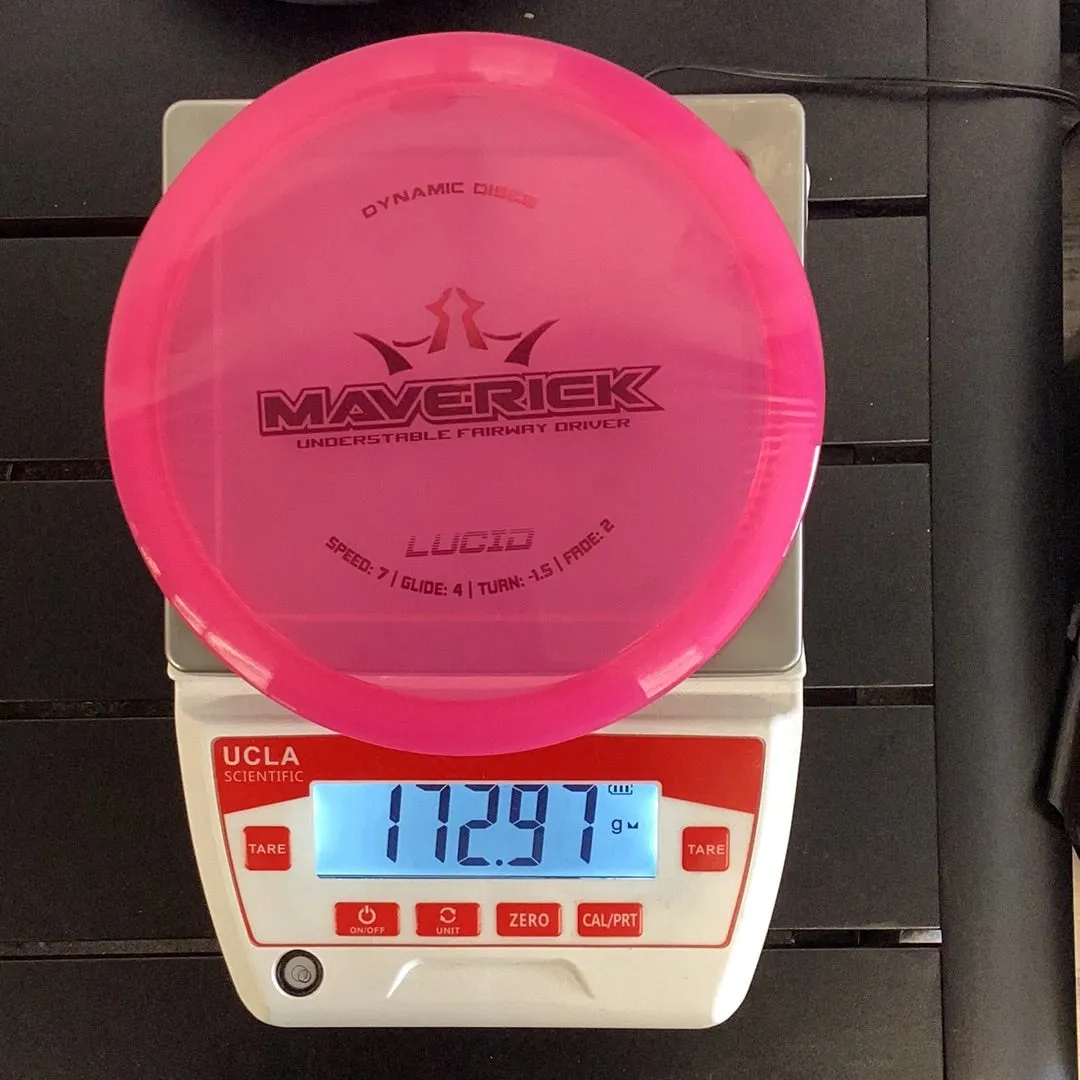 DYNAMIC DISCS
MAVERICK
UNDERSTABLE FAIRWAY DRIVER
LUCID
SPEED: 7 | GLIDE: 4 | TURN: -1.5 | FADE: 2
UCLA
SCIENTIFIC
172.97 g
TARE
TARE
ON/OFF
UNIT
ZERO
CAL/PRT